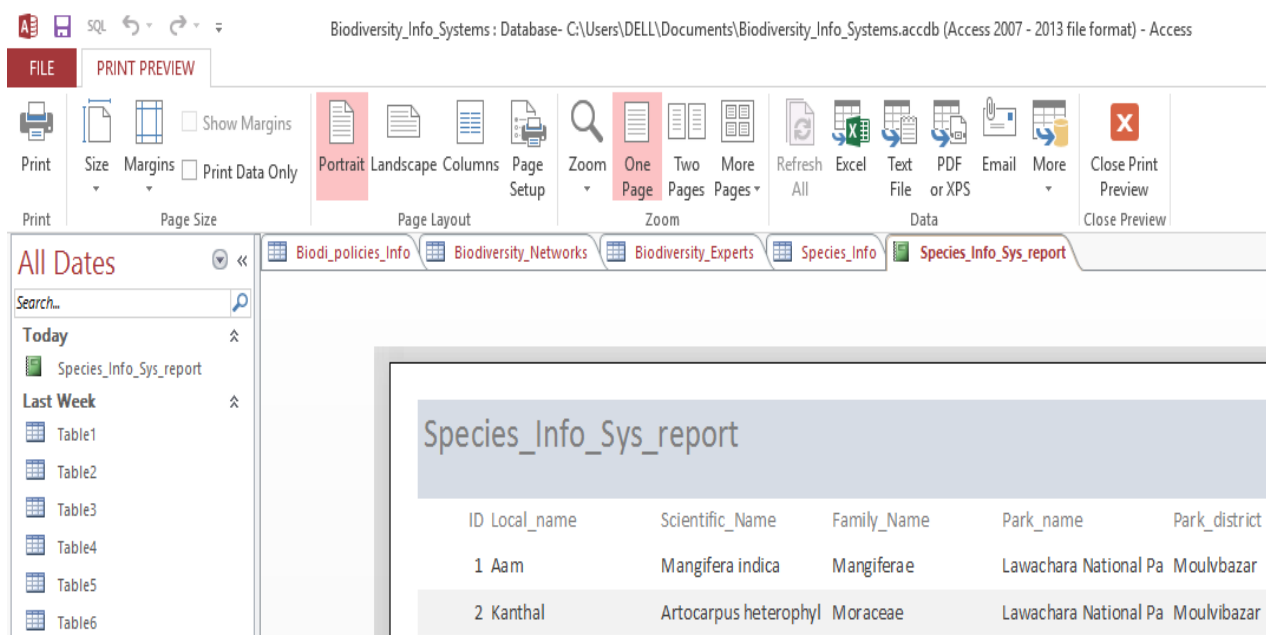 SQL Biodiversity_Info_Systems : Database- C:\Users\DELL\Documents\Biodiversity_Info_Systems.accdb (Access 2007 - 2013 file format) - Access
FILE PRINT PREVIEW
Print Size Margins Show Margins Print Data Only Portrait Landscape Columns Page Setup Zoom One Page Two Pages More Pages Refresh All Excel Text File PDF or XPS Email More Close Print Preview
Print Page Size Page Layout Zoom Data Close Preview
All Dates
Biodi_policies_Info Biodiversity_Networks Biodiversity_Experts Species_Info Species_Info_Sys_report
Search...
Today
Species_Info_Sys_report
Last Week
Table1
Table2
Table3
Table4
Table5
Table6
Species_Info_Sys_report
ID Local_name Scientific_Name Family_Name Park_name Park_district
1 Aam Mangifera indica Mangiferae Lawachara National Pa Moulvbazar
2 Kanthal Artocarpus heterophyl Moraceae Lawachara National Pa Moulvibazar